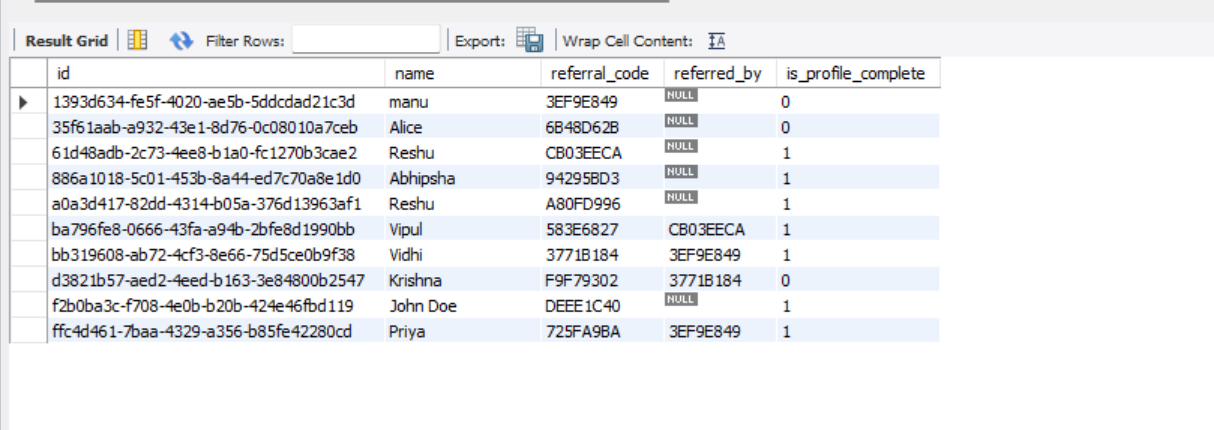 Result Grid Filter Rows: Export: Wrap Cell Content:
id name referral_code referred_by is_profile_complete
1393d634-fe5f-4020-ae5b-5ddcdad21c3d manu 3EF9E849 NULL 0
35f61aab-a932-43e1-8d76-0c08010a7ceb Alice 6B48D62B NULL 0
61d48adb-2c73-4ee8-b1a0-fc1270b3cae2 Reshu CB03EECA NULL 1
886a1018-5c01-453b-8a44-ed7c70a8e1d0 Abhipsha 94295BD3 NULL 1
a0a3d417-82dd-4314-b05a-376d13963af1 Reshu A80FD996 NULL 1
ba796fe8-0666-43fa-a94b-2bfe8d1990bb Vipul 583E6827 CB03EECA 1
bb319608-ab72-4cf3-8e66-75d5ce0b9f38 Vidhi 3771B184 3EF9E849 1
d3821b57-aed2-4eed-b163-3e84800b2547 Krishna F9F79302 3771B184 0
f2b0ba3c-f708-4e0b-b20b-424e46fbd119 John Doe DEEE1C40 NULL 1
ffc4d461-7baa-4329-a356-b85fe42280cd Priya 725FA9BA 3EF9E849 1